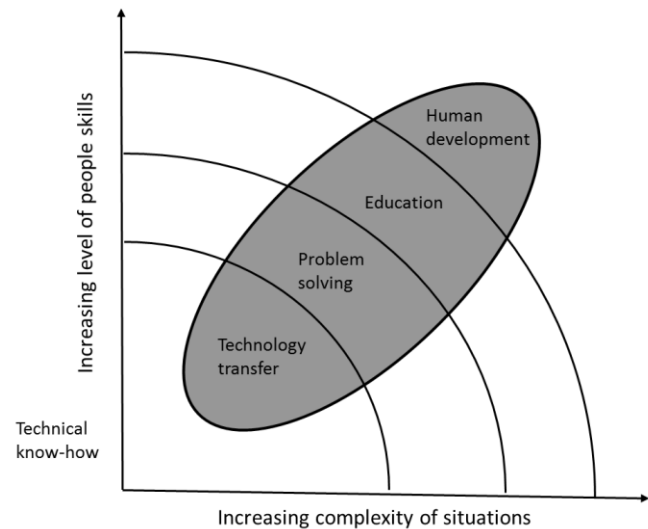 Increasing level of people skills
Human
development
Education
Problem
solving
Technology
transfer
Technical
know-how
Increasing complexity of situations